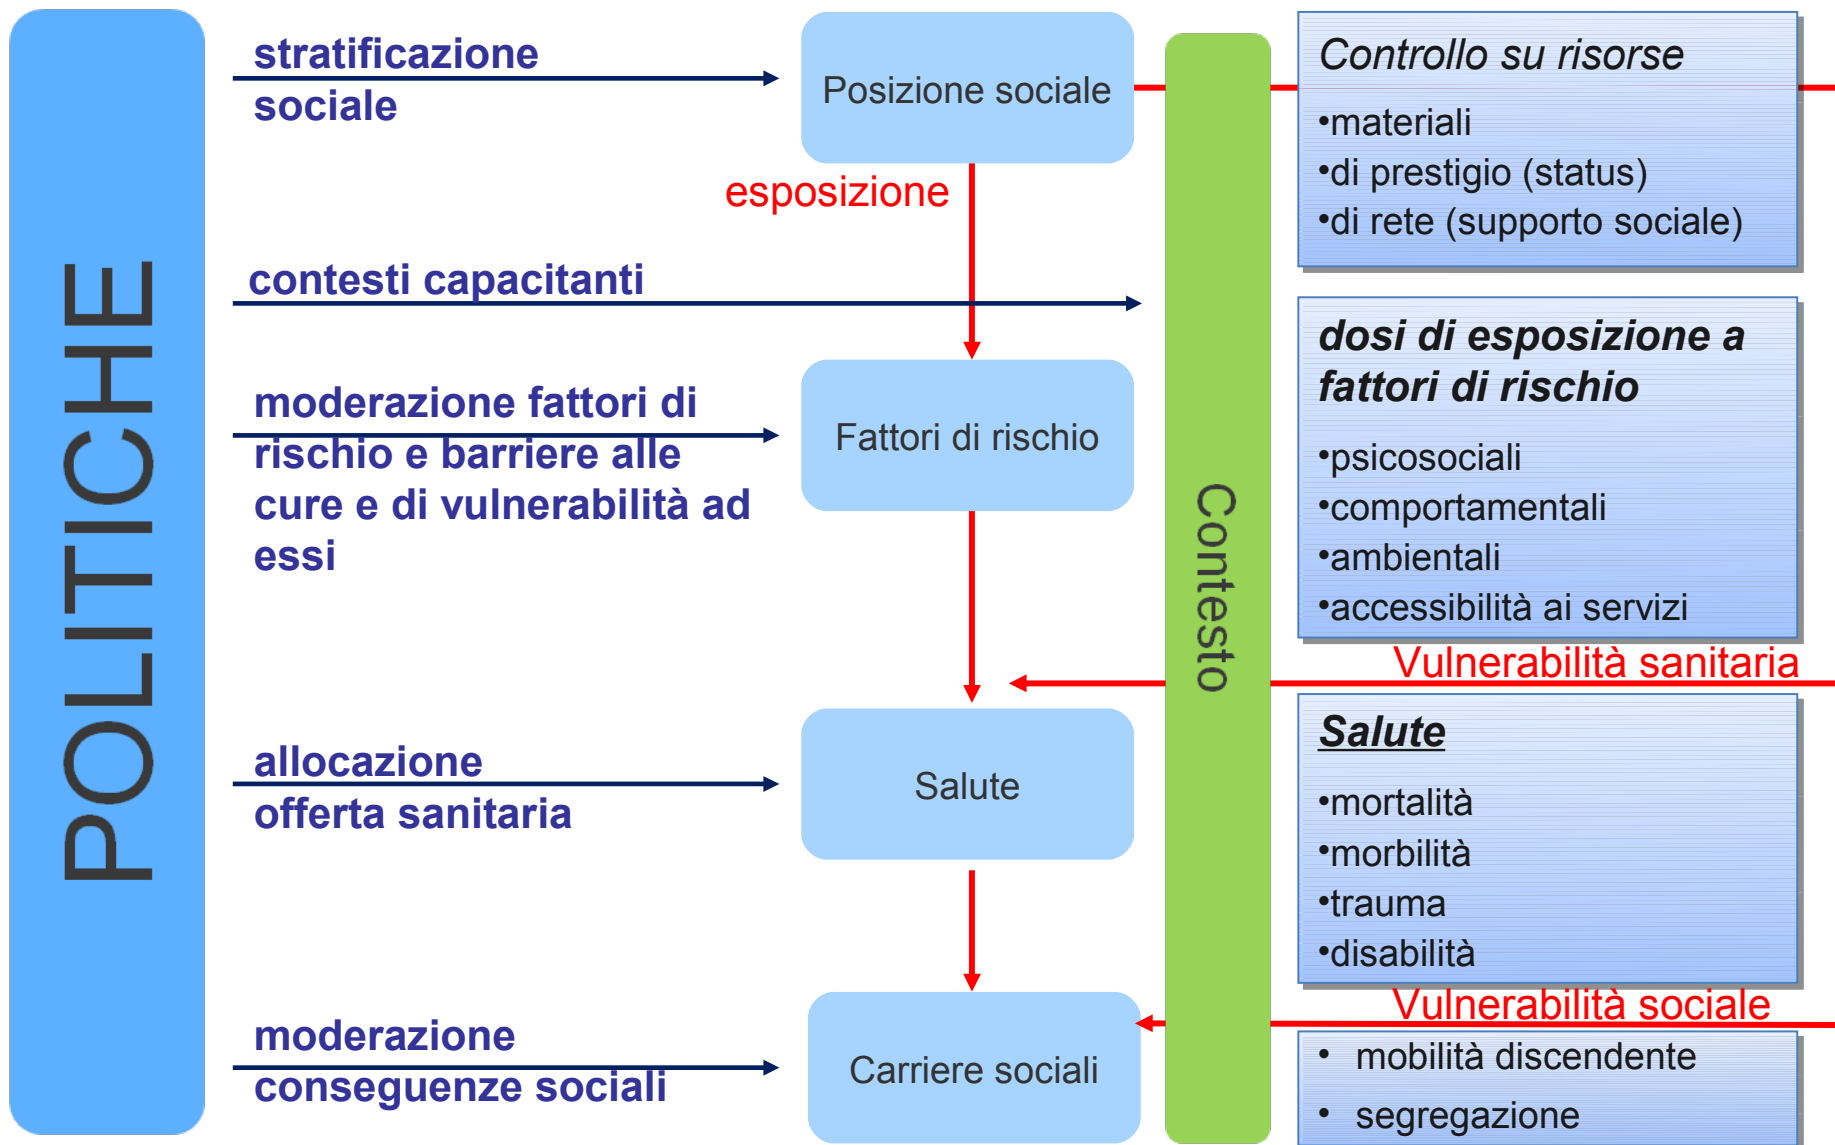 POLITICHE
stratificazione
sociale
Posizione sociale
esposizione
contesti capacitanti
moderazione fattori di
rischio e barriere alle
cure e di vulnerabilità ad
essi
Fattori di rischio
allocazione
offerta sanitaria
Salute
moderazione
conseguenze sociali
Carriere sociali
Contesto
Controllo su risorse
•materiali
•di prestigio (status)
•di rete (supporto sociale)
dosi di esposizione a
fattori di rischio
•psicosociali
•comportamentali
•ambientali
•accessibilità ai servizi
Vulnerabilità sanitaria
Salute
•mortalità
•morbilità
•trauma
•disabilità
Vulnerabilità sociale
• mobilità discendente
• segregazione